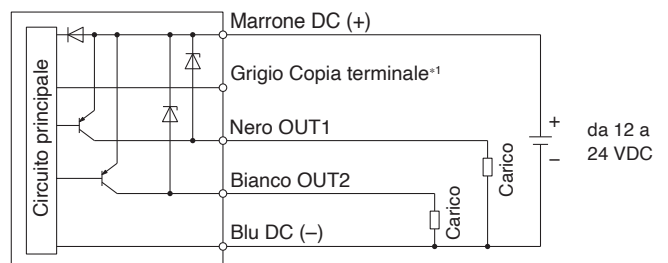 Marrone DC (+)
Circuito principale
Grigio Copia terminale*1
Nero OUT1
+
–
da 12 a
24 VDC
Carico
Bianco OUT2
Carico
Blu DC (–)